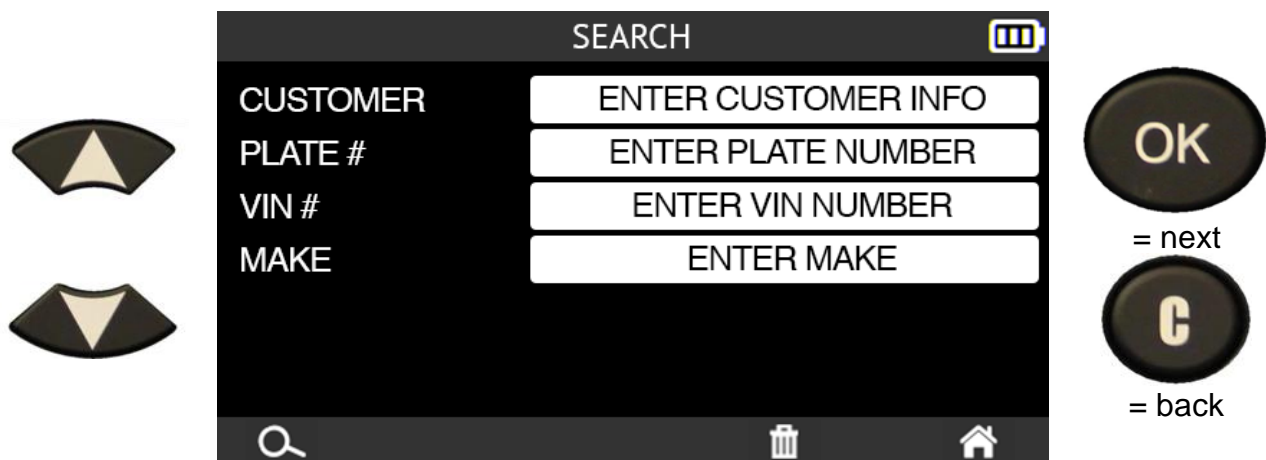 SEARCH
CUSTOMER ENTER CUSTOMER INFO
PLATE # ENTER PLATE NUMBER
VIN # ENTER VIN NUMBER
MAKE ENTER MAKE
OK
= next
C
= back